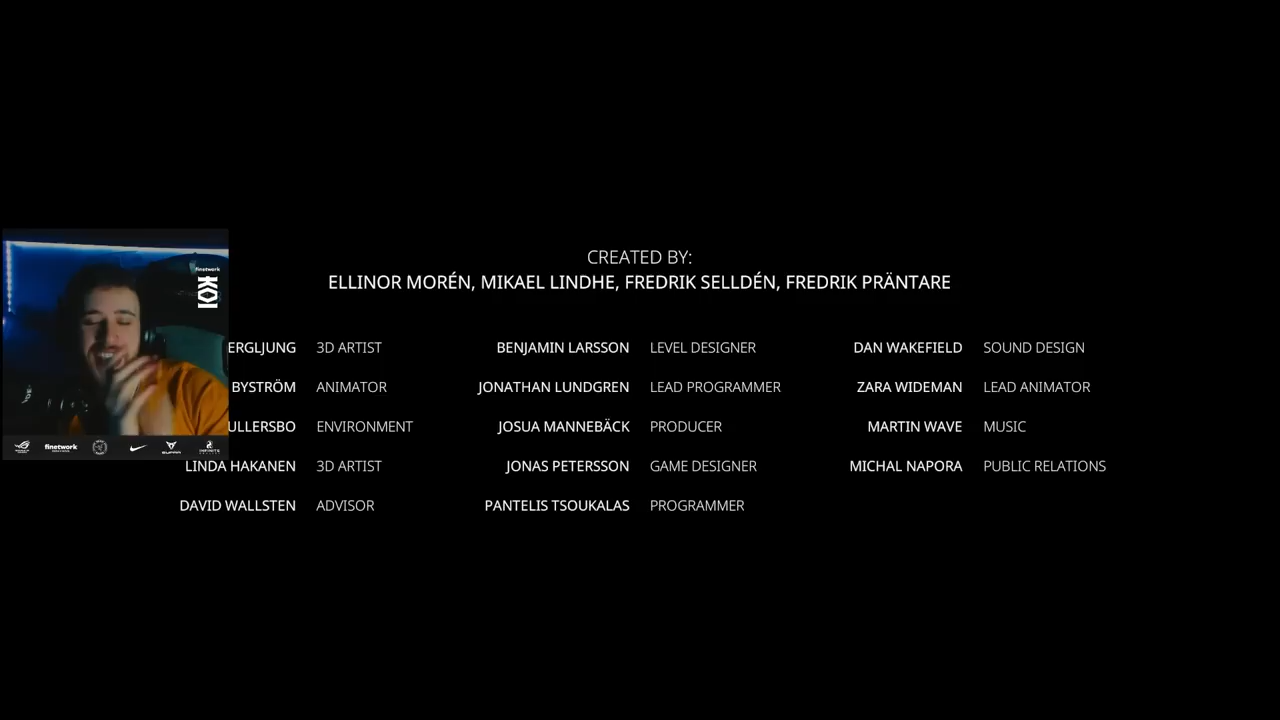 CREATED BY:
ELLINOR MORÉN, MIKAEL LINDHE, FREDRIK SELLDÉN, FREDRIK PRÄNTARE
ERGLJUNG 3D ARTIST
BYSTRÖM ANIMATOR
ULLERSBO ENVIRONMENT
LINDA HAKANEN 3D ARTIST
DAVID WALLSTEN ADVISOR
BENJAMIN LARSSON LEVEL DESIGNER
JONATHAN LUNDGREN LEAD PROGRAMMER
JOSUA MANNEBÄCK PRODUCER
JONAS PETERSSON GAME DESIGNER
PANTELIS TSOUKALAS PROGRAMMER
DAN WAKEFIELD SOUND DESIGN
ZARA WIDEMAN LEAD ANIMATOR
MARTIN WAVE MUSIC
MICHAL NAPORA PUBLIC RELATIONS
finetwork
KOI
finetwork
CUPRA
INFINITE